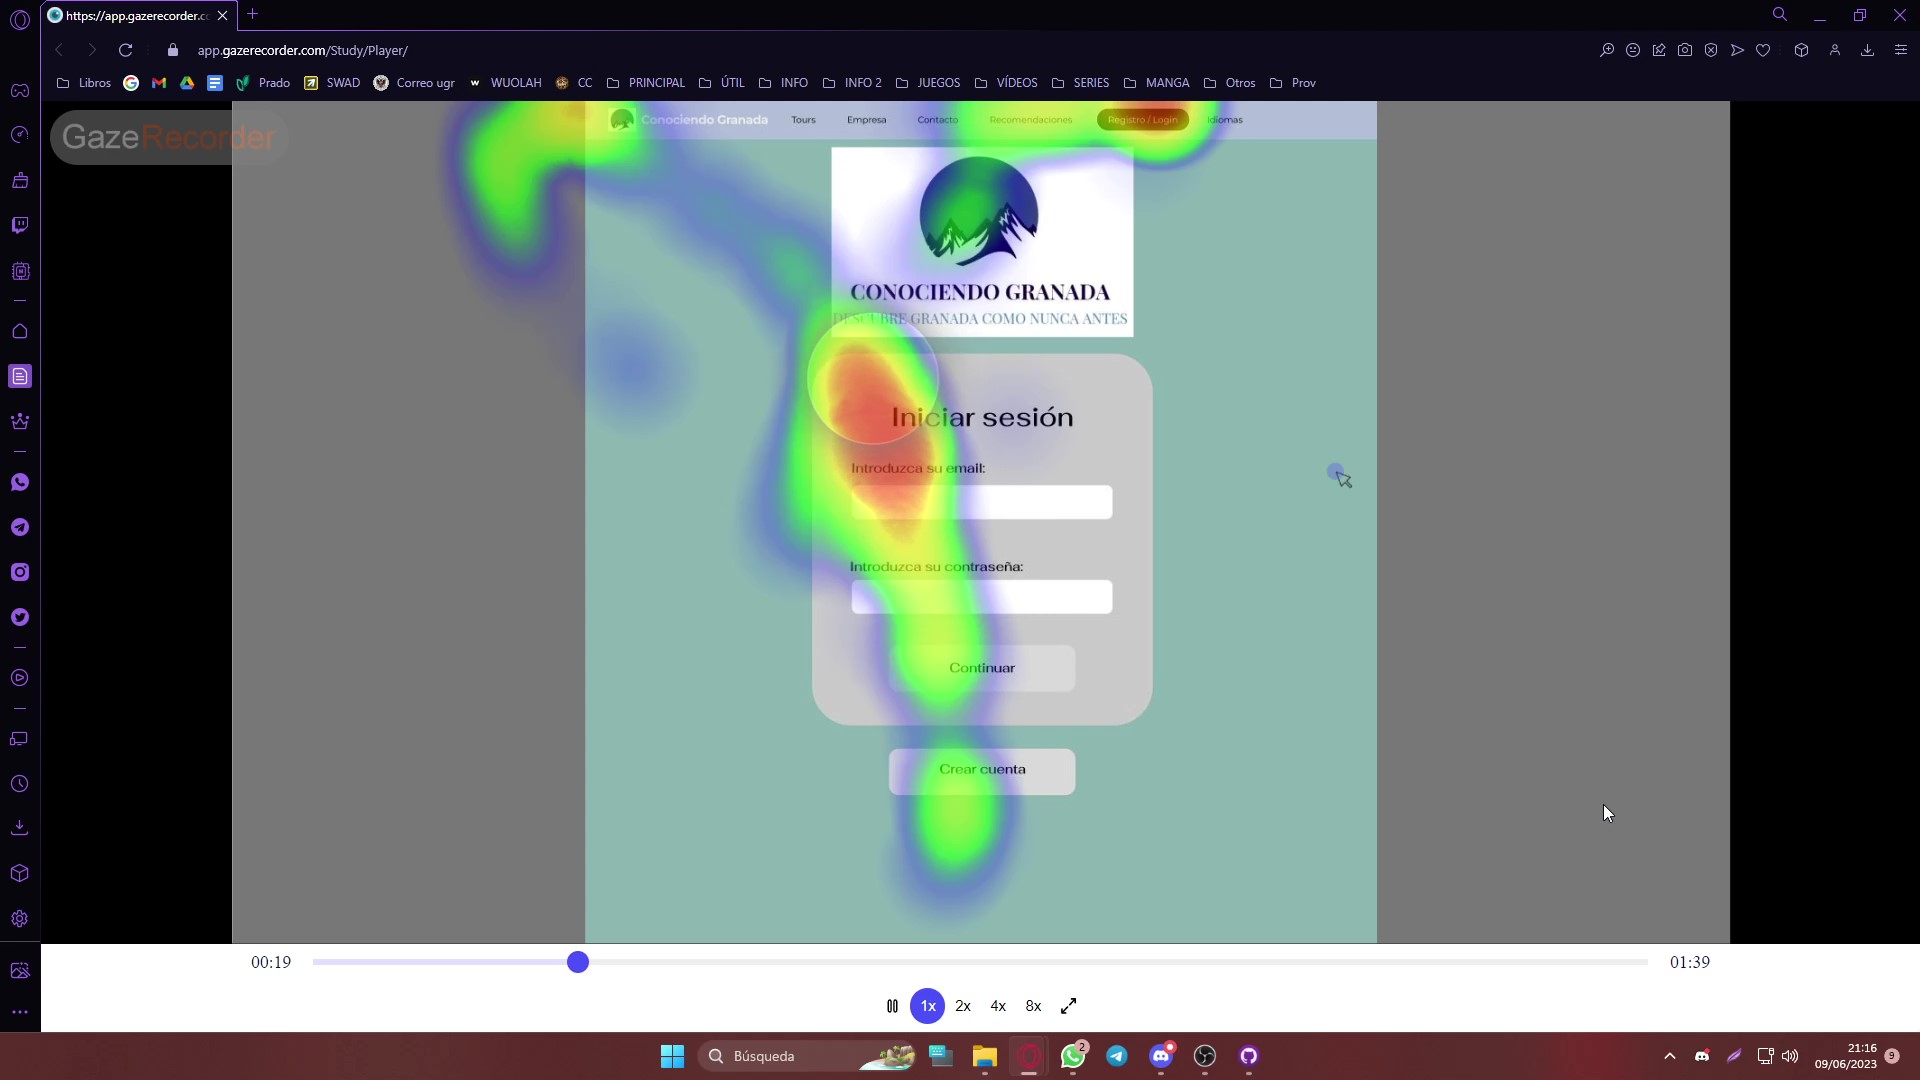 https://app.gazerecorder.co
app.gazerecorder.com/Study/Player/
Libros
Prado
SWAD
Correo ugr
WUOLAH
CC
PRINCIPAL
ÚTIL
INFO
INFO 2
JUEGOS
VÍDEOS
SERIES
MANGA
Otros
Prov
GazeRecorder
Conociendo Granada
Tours
Empresa
Contacto
Recomendaciones
Registro / Login
Idiomas
CONOCIENDO GRANADA
DESCUBRE GRANADA COMO NUNCA ANTES
Iniciar sesión
Introduzca su email:
Introduzca su contraseña:
Continuar
Crear cuenta
00:19
01:39
1x
2x
4x
8x
Búsqueda
2
21:16
09/06/2023
9